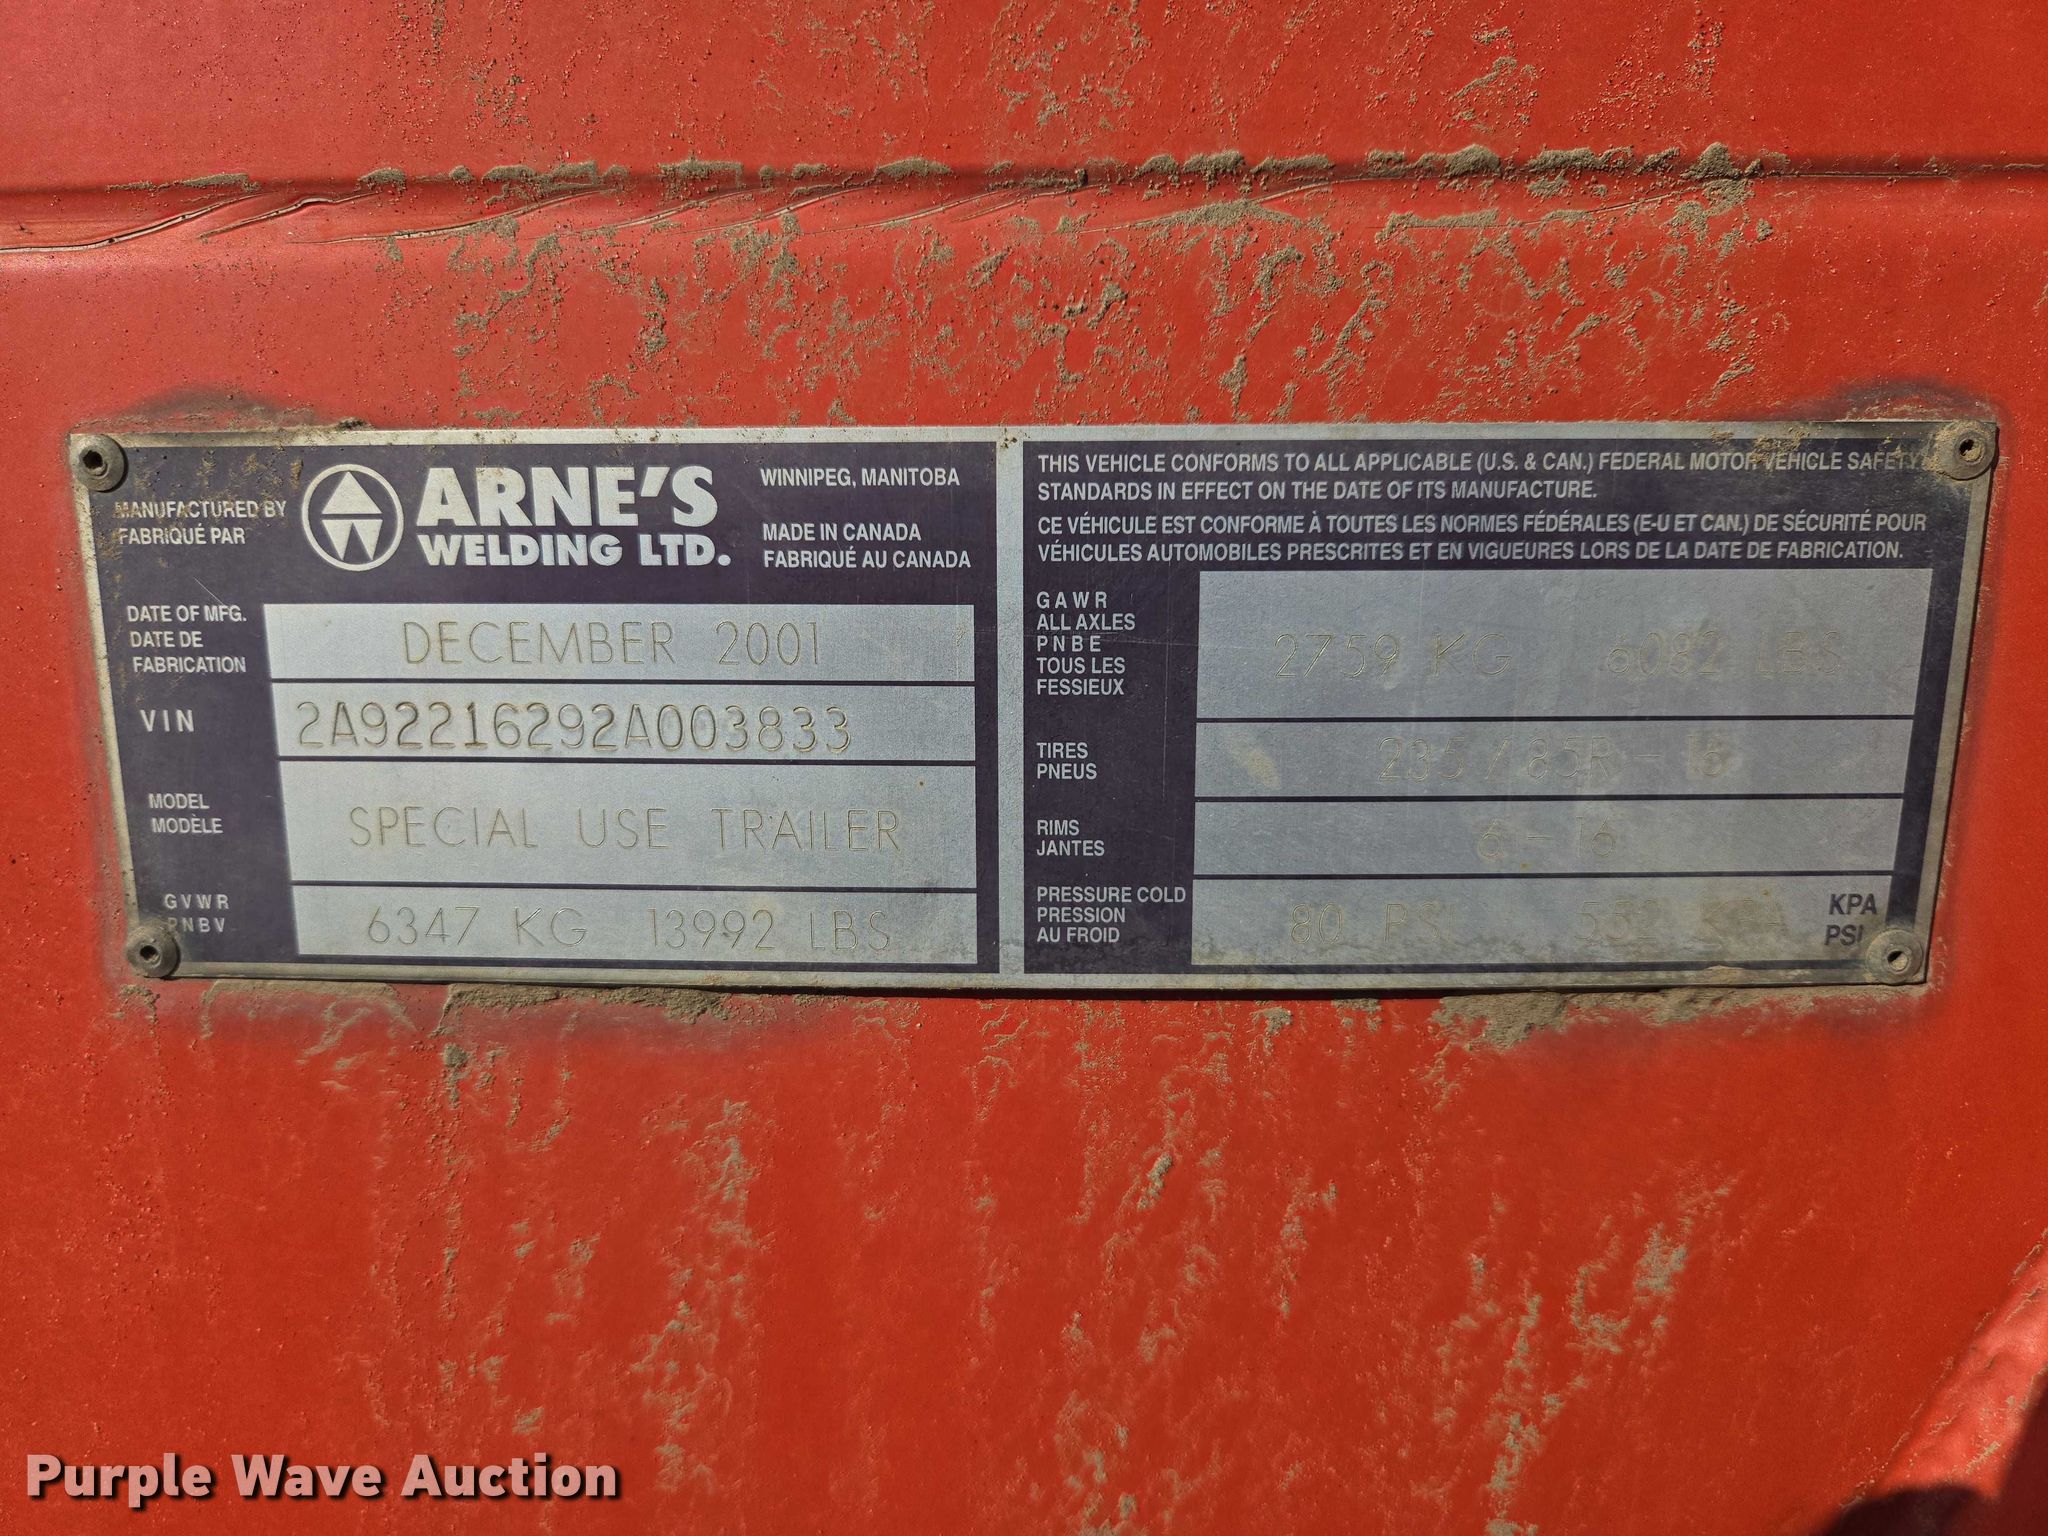 MANUFACTURED BY
FABRIQUÉ PAR
ARNE'S
WELDING LTD.
WINNIPEG, MANITOBA
MADE IN CANADA
FABRIQUÉ AU CANADA
DATE OF MFG.
DATE DE
FABRICATION
DECEMBER 2001
VIN
2A92216292A003833
MODEL
MODÈLE
SPECIAL USE TRAILER
GVWR
PNBV
6347 KG 13992 LBS
THIS VEHICLE CONFORMS TO ALL APPLICABLE (U.S. & CAN.) FEDERAL MOTOR VEHICLE SAFETY
STANDARDS IN EFFECT ON THE DATE OF ITS MANUFACTURE.
CE VÉHICULE EST CONFORME À TOUTES LES NORMES FÉDÉRALES (E-U ET CAN.) DE SÉCURITÉ POUR
VÉHICULES AUTOMOBILES PRESCRITES ET EN VIGUEURES LORS DE LA DATE DE FABRICATION.
GAWR
ALL AXLES
PNBE
TOUS LES
FESSIEUX
2759 KG 6082 LBS
TIRES
PNEUS
235 / 85R-16
RIMS
JANTES
6-16
PRESSURE COLD
PRESSION
AU FROID
80 PSI 552 KPA
KPA
PSI
Purple Wave Auction